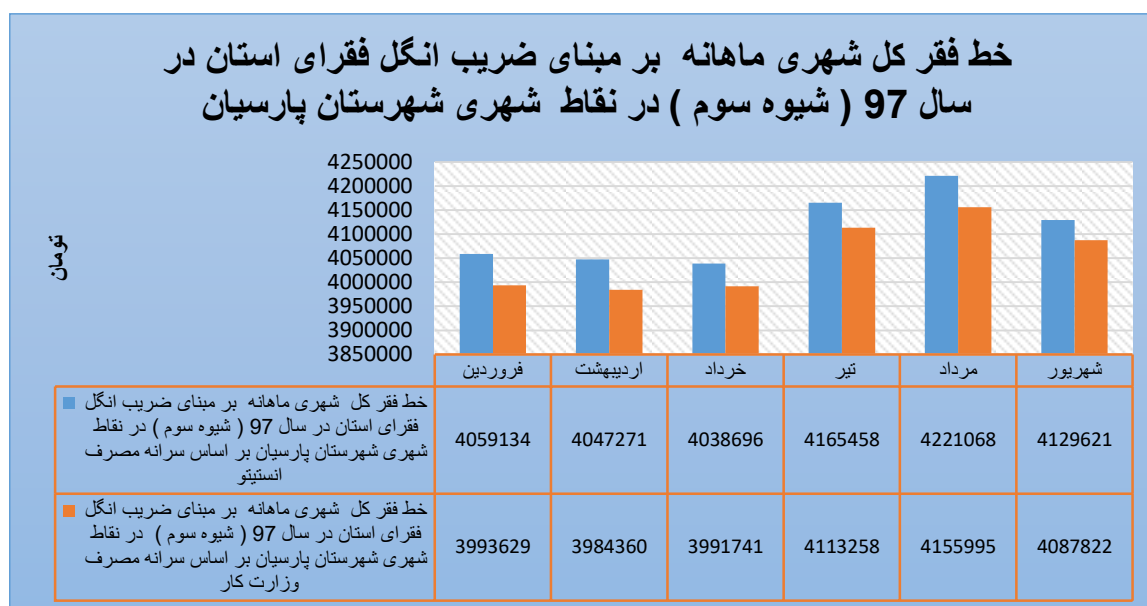 خط فقر کل شهری ماهانه  بر مبنای ضریب انگل فقرای استان در
سال 97 ( شیوه سوم ) در نقاط  شهری شهرستان پارسیان
4250000
4200000
4150000
4100000
4050000
4000000
3950000
3900000
3850000
تومان
فروردین اردیبهشت خرداد تیر مرداد شهریور
خط فقر کل  شهری ماهانه  بر مبنای ضریب انگل
فقرای استان در سال 97 ( شیوه سوم ) در نقاط
شهری شهرستان پارسیان بر اساس سرانه مصرف
انستیتو
4059134 4047271 4038696 4165458 4221068 4129621
خط فقر کل  شهری ماهانه  بر مبنای ضریب انگل
فقرای استان در سال 97 ( شیوه سوم )  در نقاط
شهری شهرستان پارسیان بر اساس سرانه مصرف
وزارت کار
3993629 3984360 3991741 4113258 4155995 4087822